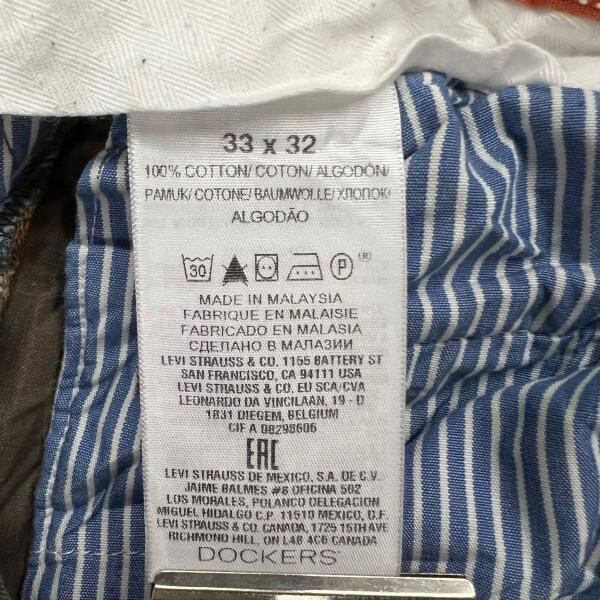 33 x 32
100% COTTON/ COTON/ ALGODÓN/
PAMUK/ COTONE/ BAUMWOLLE/ ХЛОПОК/
ALGODÃO
30 P ®
MADE IN MALAYSIA
FABRIQUE EN MALAISIE
FABRICADO EN MALASIA
СДЕЛАНО В МАЛАЗИИ
LEVI STRAUSS & CO. 1155 BATTERY ST
SAN FRANCISCO, CA 94111 USA
LEVI STRAUSS & CO. EU SCA/CVA
LEONARDO DA VINCILAAN, 19 - D
1831 DIEGEM, BELGIUM
CIF A 08298606
EAC
LEVI STRAUSS DE MEXICO, S.A. DE C.V.
JAIME BALMES #8 OFICINA 502
LOS MORALES, POLANCO DELEGACION
MIGUEL HIDALGO C.P. 11510 MEXICO, D.F.
LEVI STRAUSS & CO. CANADA, 1725 16TH AVE
RICHMOND HILL, ON L4B 4C6 CANADA
DOCKERS